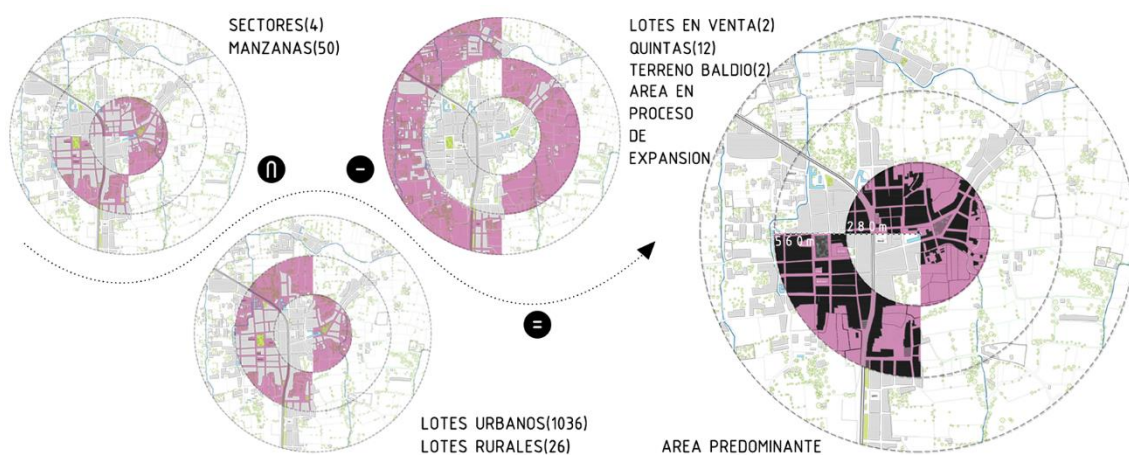 SECTORES(4)
MANZANAS(50)
∩
-
LOTES URBANOS(1036)
LOTES RURALES(26)
=
LOTES EN VENTA(2)
QUINTAS(12)
TERRENO BALDIO(2)
AREA EN
PROCESO
DE
EXPANSION
280m
560m
AREA PREDOMINANTE